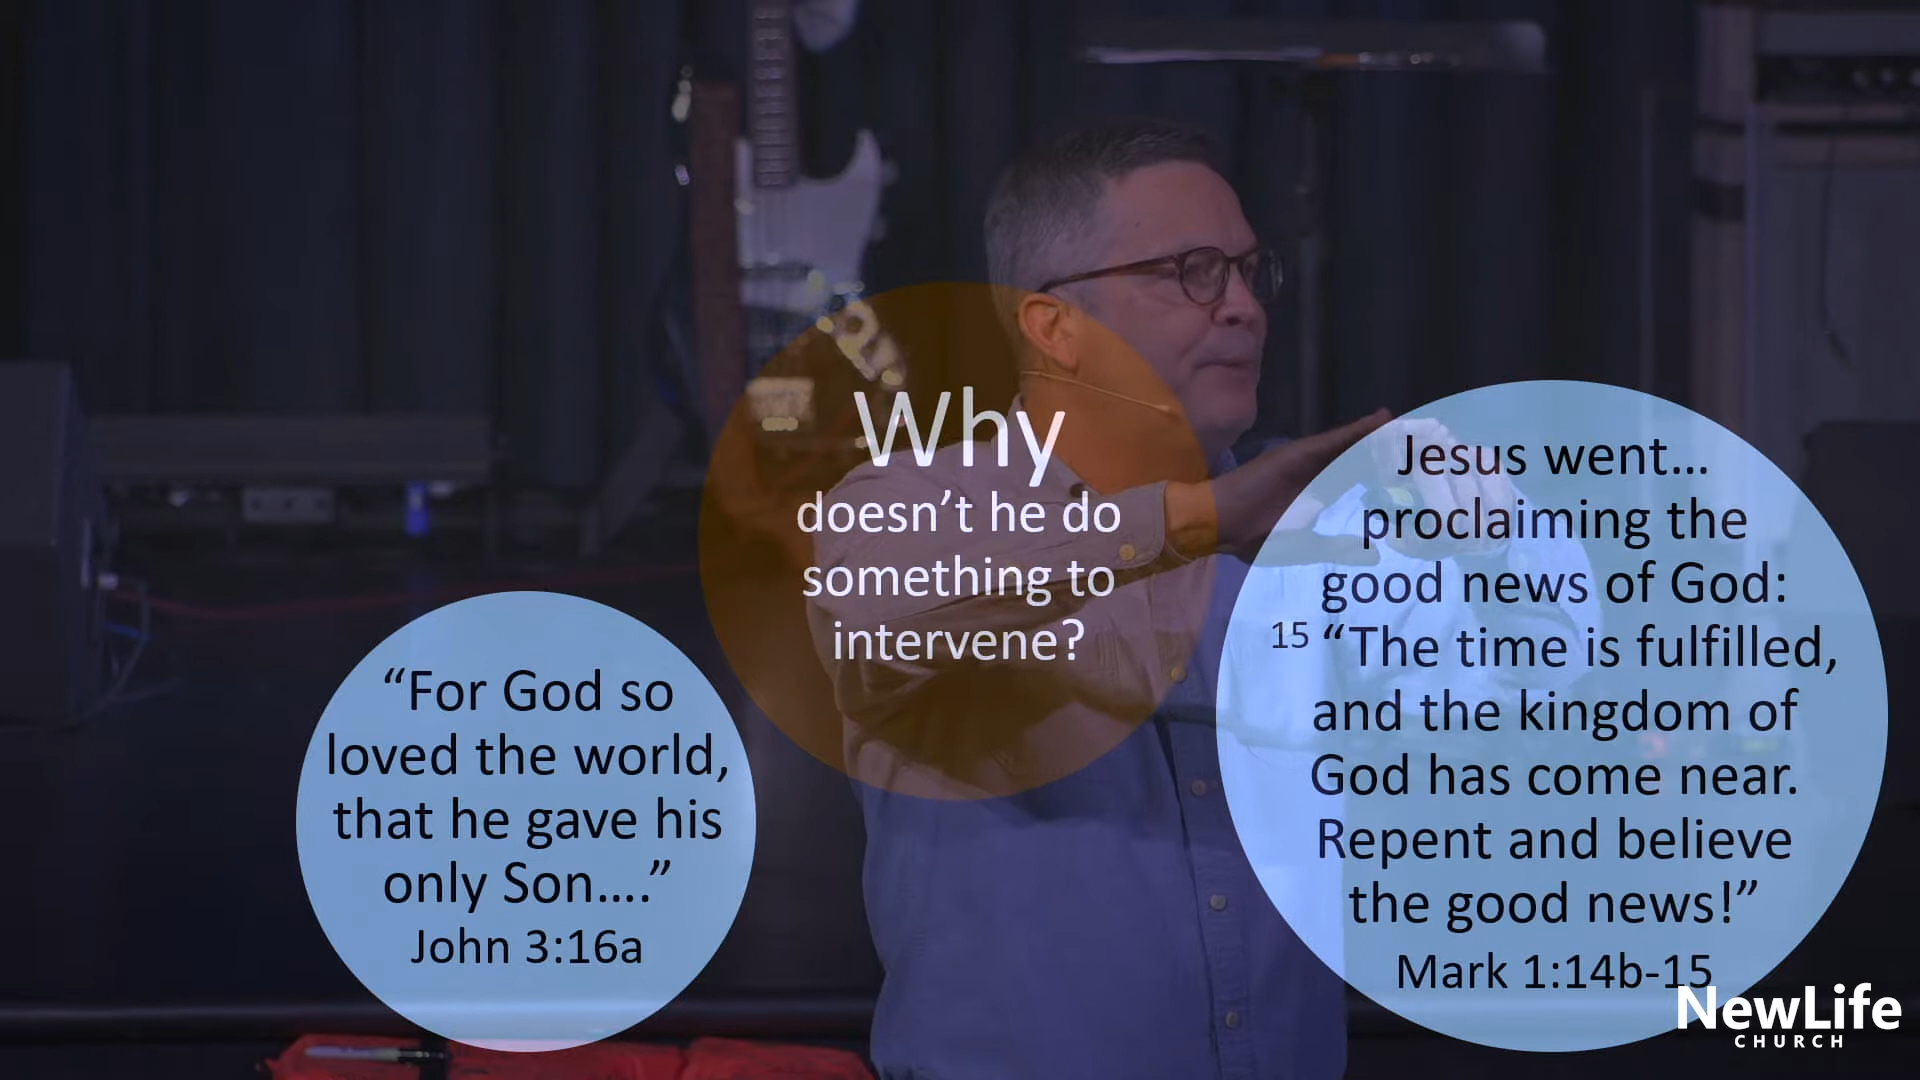 Why
doesn’t he do
something to
intervene?
“For God so
loved the world,
that he gave his
only Son....”
John 3:16a
Jesus went...
proclaiming the
good news of God:
15 “The time is fulfilled,
and the kingdom of
God has come near.
Repent and believe
the good news!”
Mark 1:14b-15
NewLife
CHURCH